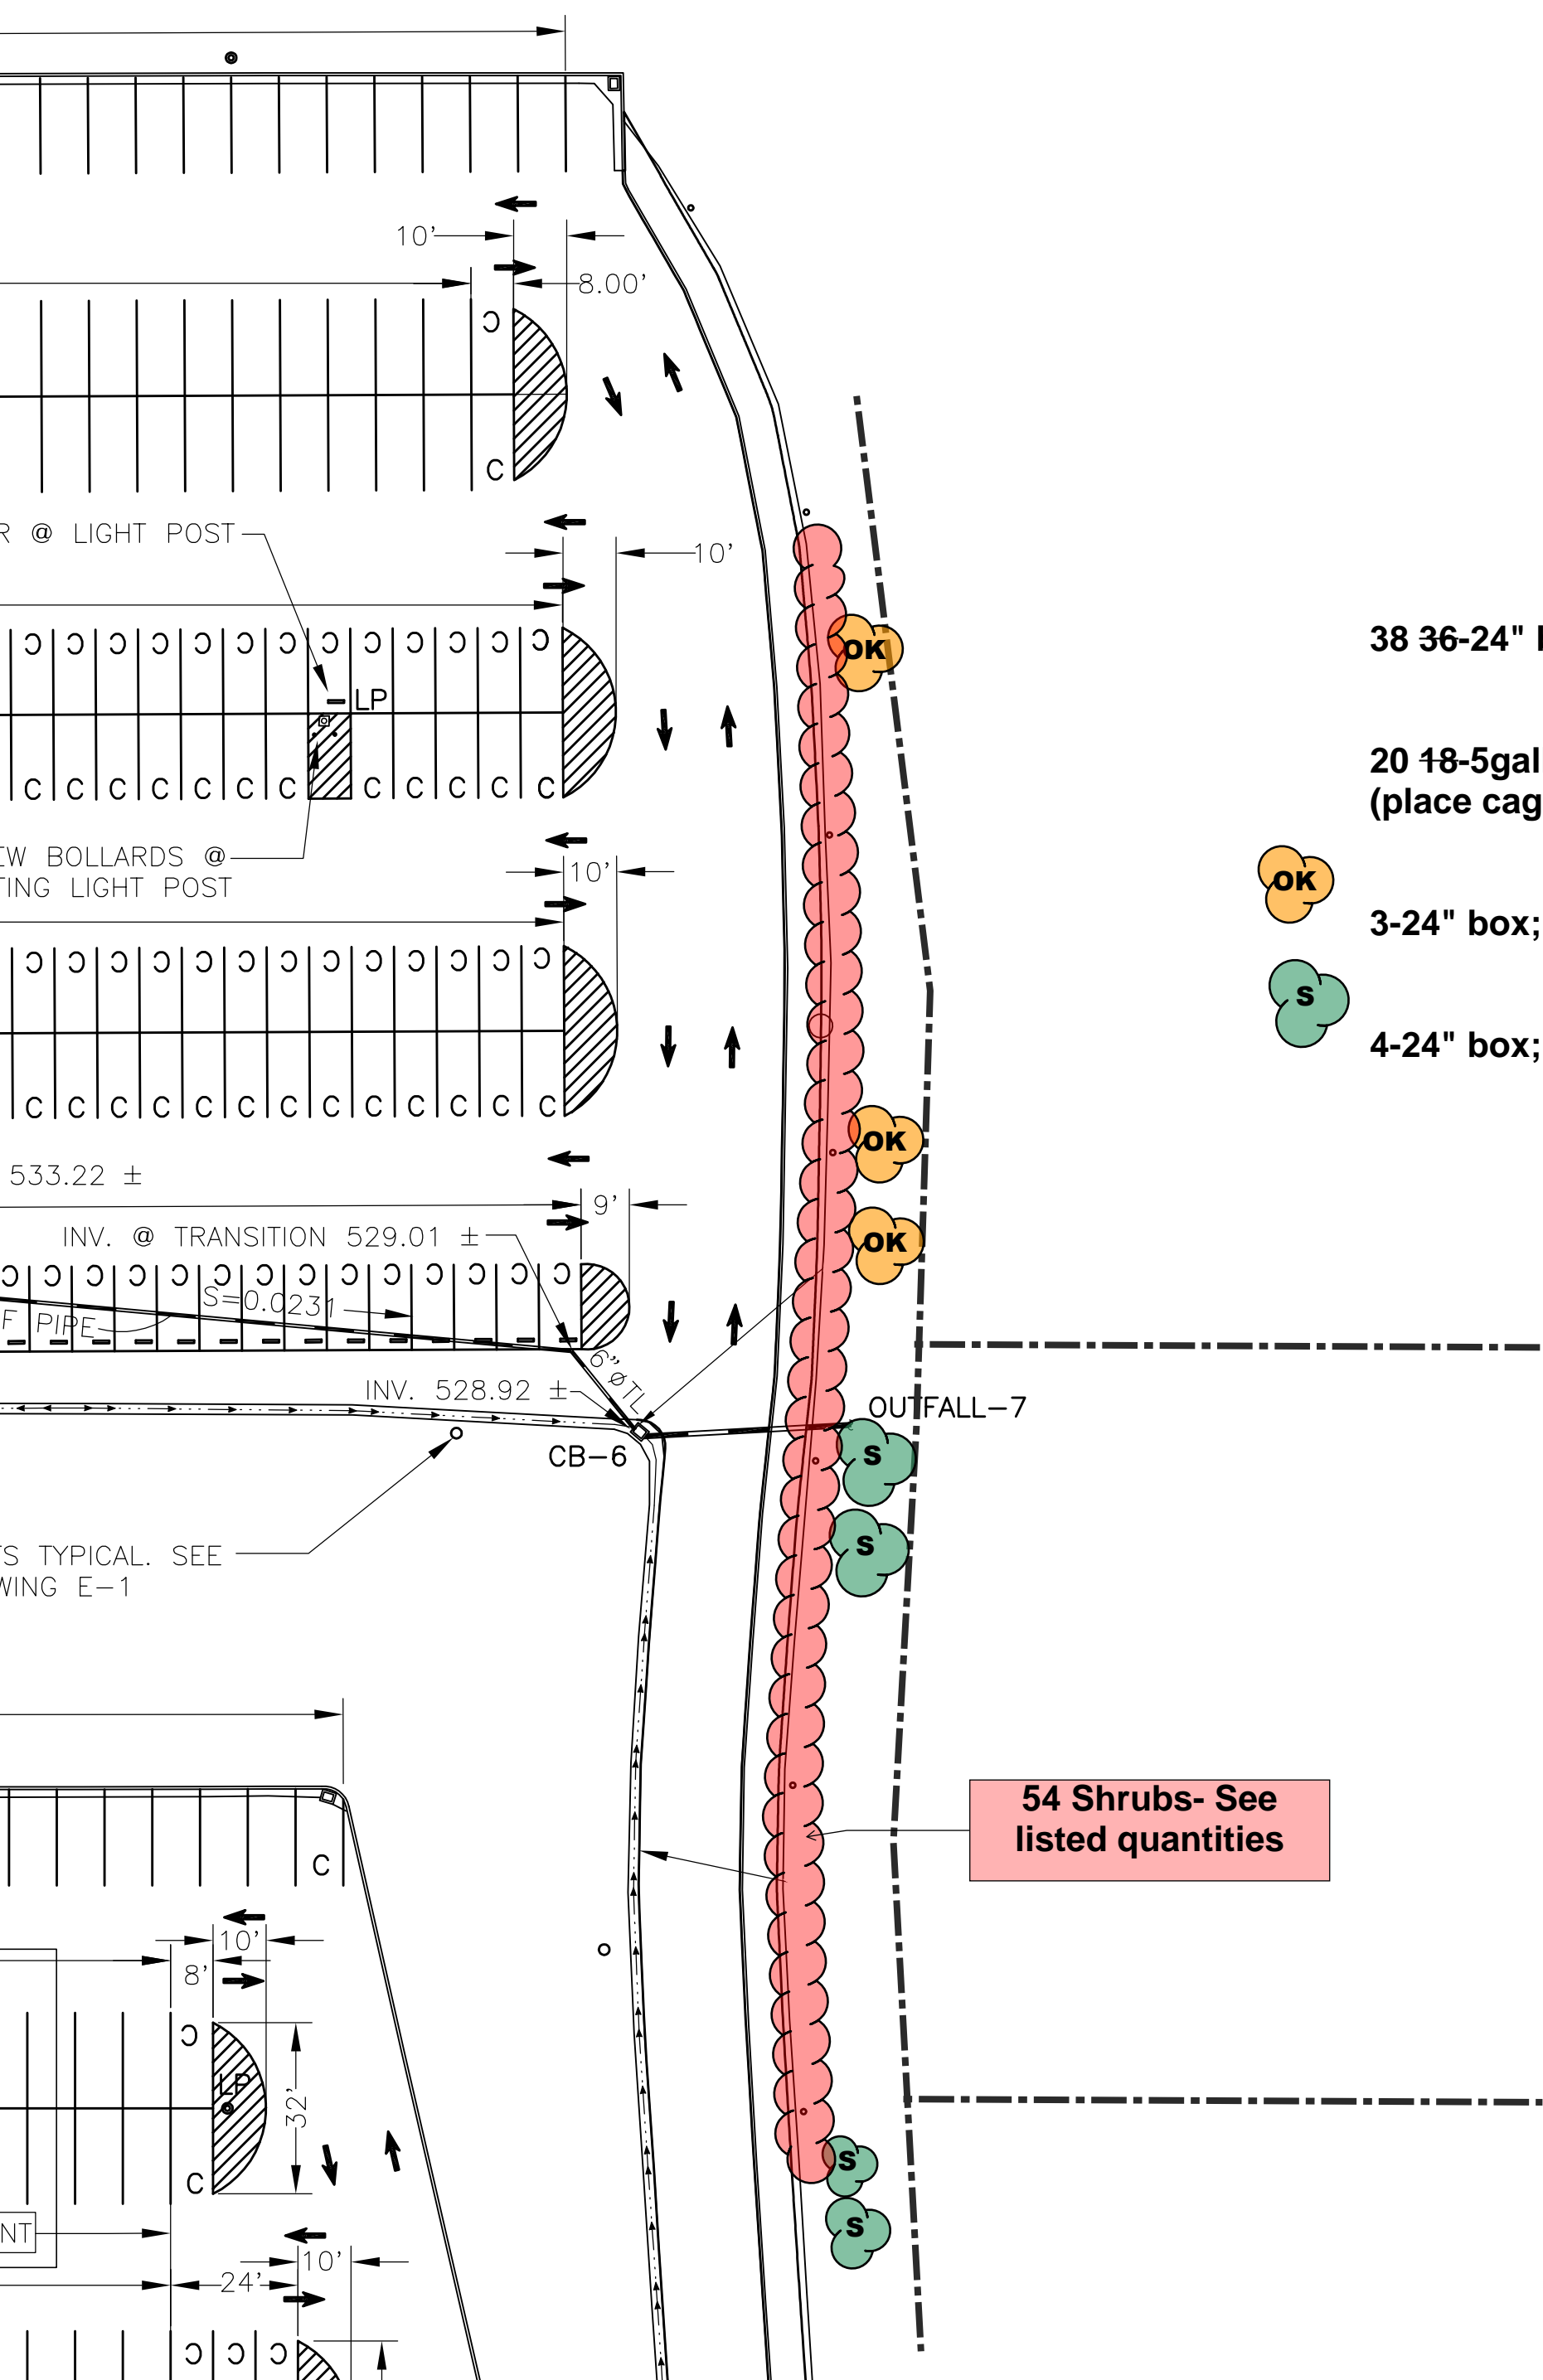 10'
8.00'
C
C
R @ LIGHT POST
10'
38 36-24"
C C C C C C C C C C C C C
LP
20 18-5gal
(place cag
C C C C C C C C C C C C
EW BOLLARDS @
TING LIGHT POST
10'
OK
OK
3-24" box;
C C C C C C C C C C C C C
S
4-24" box;
C C C C C C C C C C C C C
OK
533.22 ±
9'
INV. @ TRANSITION 529.01 ±
OK
C C C C C C C C C C C C C C
S=0.0231
F PIPE
6"ØTL
INV. 528.92 ±
OUTFALL-7
CB-6
S
S
TS TYPICAL. SEE
WING E-1
54 Shrubs- See
listed quantities
C
10'
8'
C
LP
32'
C
S
S
NT
10'
24'
C C C